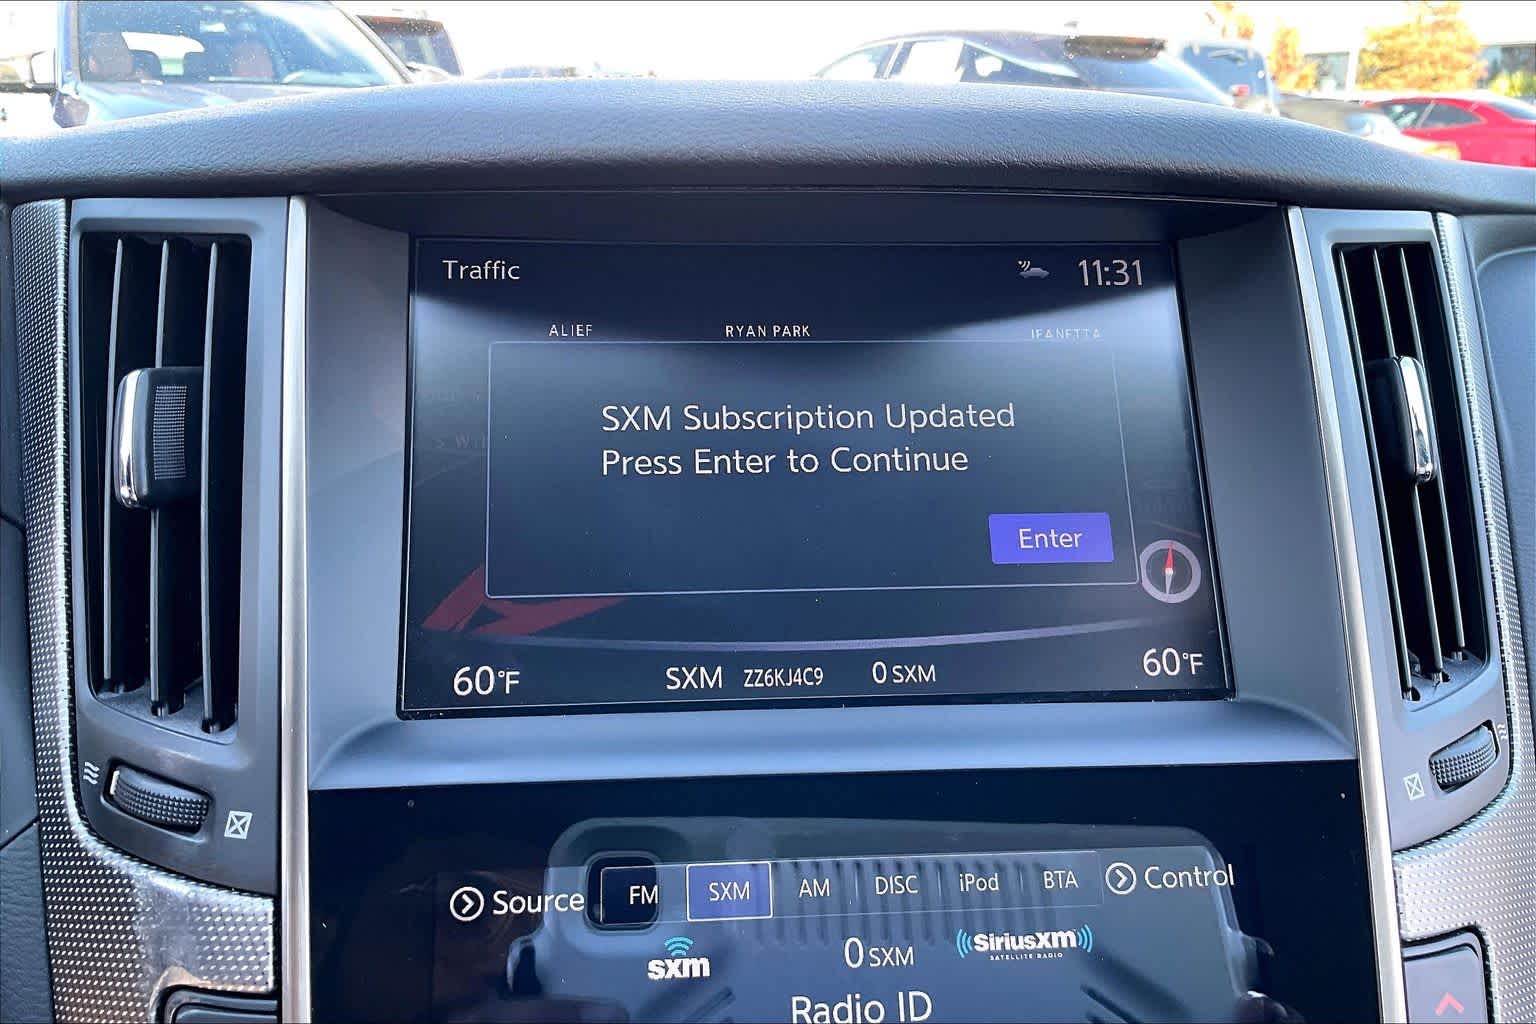 Traffic
11:31
ALIEF
RYAN PARK
JEANETTA
SXM Subscription Updated
Press Enter to Continue
Enter
60°F
SXM ZZ6KJ4C9 0 SXM
60°F
Source
FM
SXM
AM
DISC
iPod
BTA
Control
sxm
0 SXM
SiriusXM
SATELLITE RADIO
Radio ID